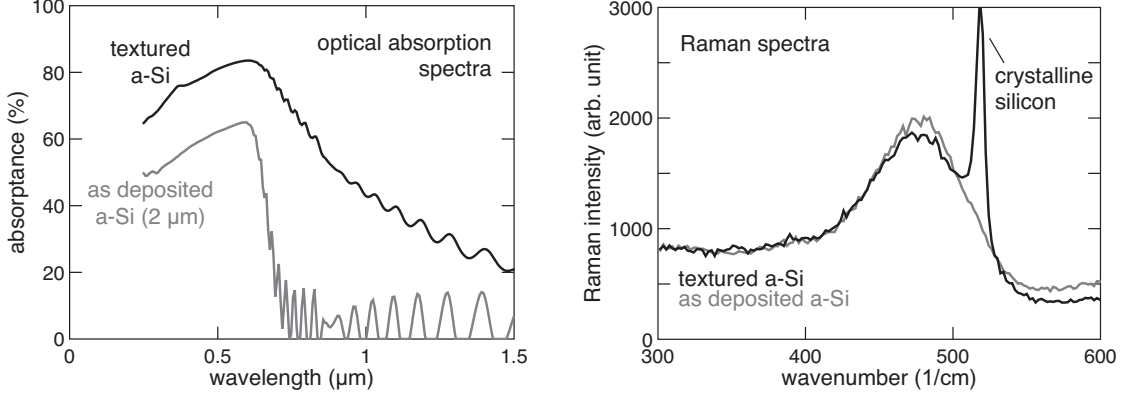 100
80
60
40
20
0
absorptance (%)
textured
a-Si
optical absorption
spectra
as deposited
a-Si (2 μm)
0
0.5
1
1.5
wavelength (μm)
3000
2000
1000
0
Raman intensity (arb. unit)
Raman spectra
crystalline
silicon
textured a-Si
as deposited a-Si
300
400
500
600
wavenumber (1/cm)